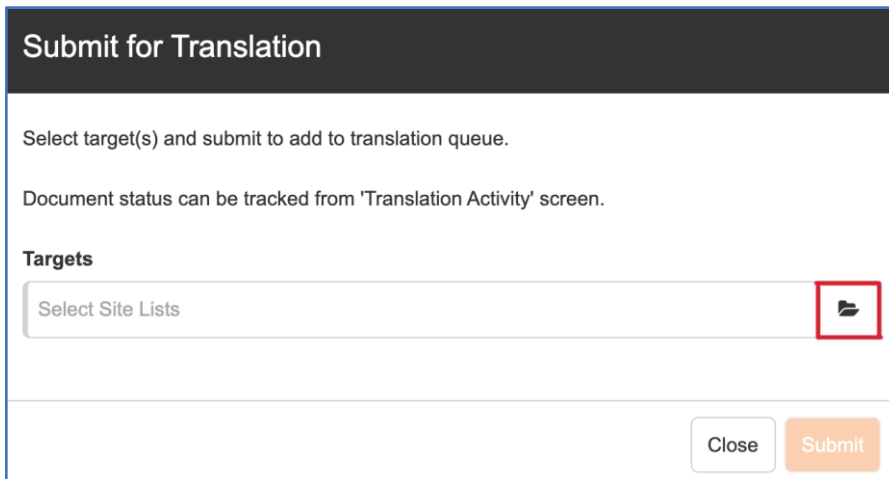 Submit for Translation
Select target(s) and submit to add to translation queue.
Document status can be tracked from 'Translation Activity' screen.
Targets
Select Site Lists
Close Submit